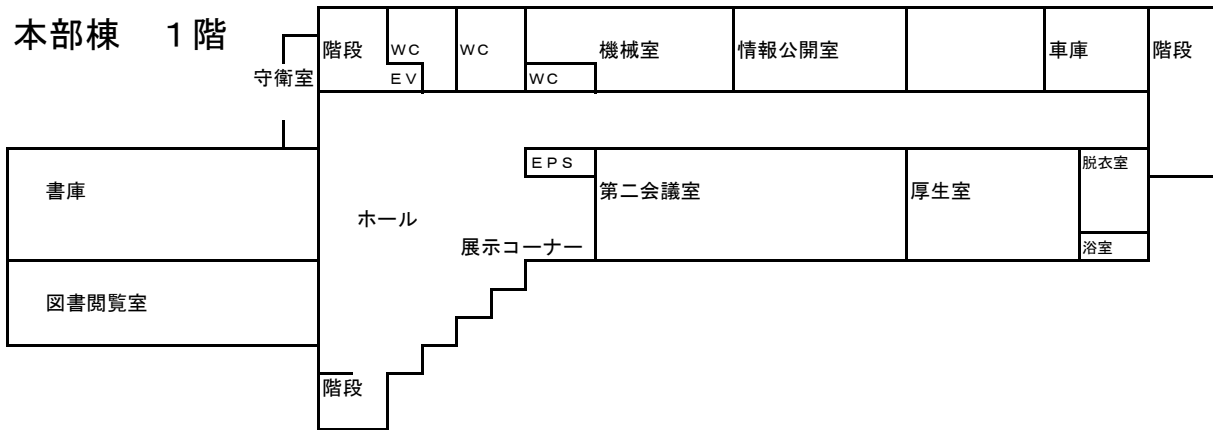 本部棟　１階
階段
ＷＣ
ＷＣ
機械室
情報公開室
車庫
階段
守衛室
ＥＶ
ＷＣ
ＥＰＳ
脱衣室
書庫
第二会議室
厚生室
ホール
展示コーナー
浴室
図書閲覧室
階段